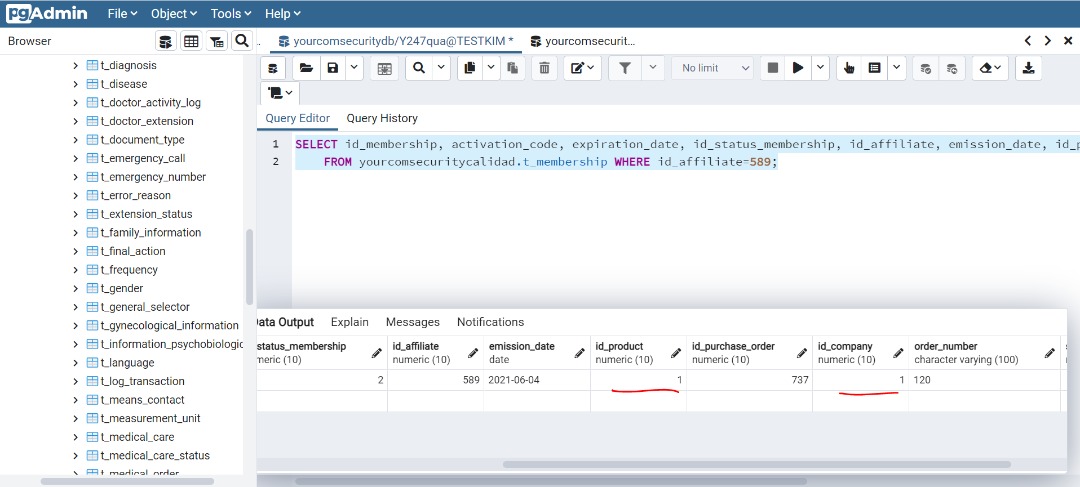 pgAdmin File Object Tools Help
Browser
yourcomsecuritydb/Y247qua@TESTKIM *
yourcomsecurit...
No limit
Query Editor Query History
1 SELECT id_membership, activation_code, expiration_date, id_status_membership, id_affiliate, emission_date, id_p
2 FROM yourcomsecuritycalidad.t_membership WHERE id_affiliate=589;
t_diagnosis
t_disease
t_doctor_activity_log
t_doctor_extension
t_document_type
t_emergency_call
t_emergency_number
t_error_reason
t_extension_status
t_family_information
t_final_action
t_frequency
t_gender
t_general_selector
t_gynecological_information
t_information_psychobiologic
t_language
t_log_transaction
t_means_contact
t_measurement_unit
t_medical_care
t_medical_care_status
t_medical_order
Data Output Explain Messages Notifications
status_membership id_affiliate emission_date id_product id_purchase_order id_company order_number
meric (10) numeric (10) date numeric (10) numeric (10) numeric (10) character varying (100)
2 589 2021-06-04 1 737 1 120